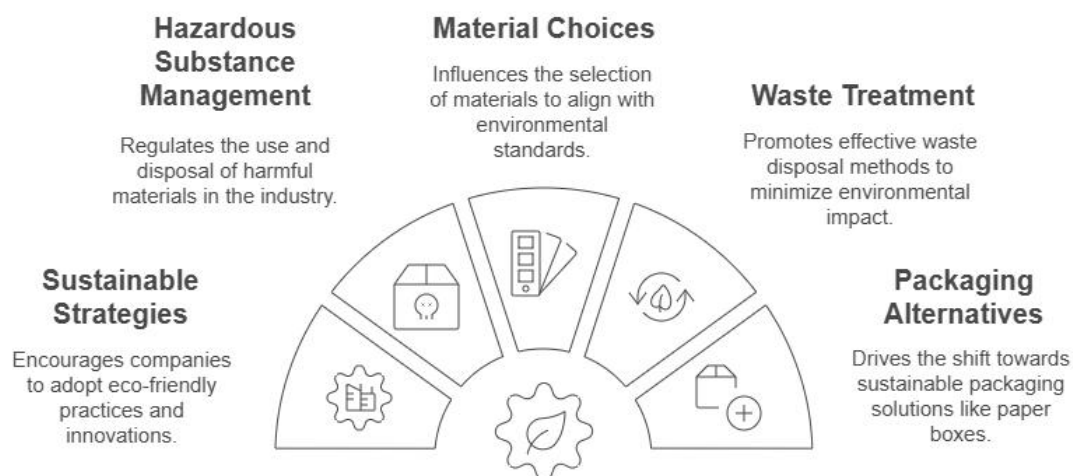 Hazardous
Substance
Management
Regulates the use and
disposal of harmful
materials in the industry.
Material Choices
Influences the selection
of materials to align with
environmental
standards.
Waste Treatment
Promotes effective waste
disposal methods to
minimize environmental
impact.
Sustainable
Strategies
Encourages companies
to adopt eco-friendly
practices and
innovations.
Packaging
Alternatives
Drives the shift towards
sustainable packaging
solutions like paper
boxes.